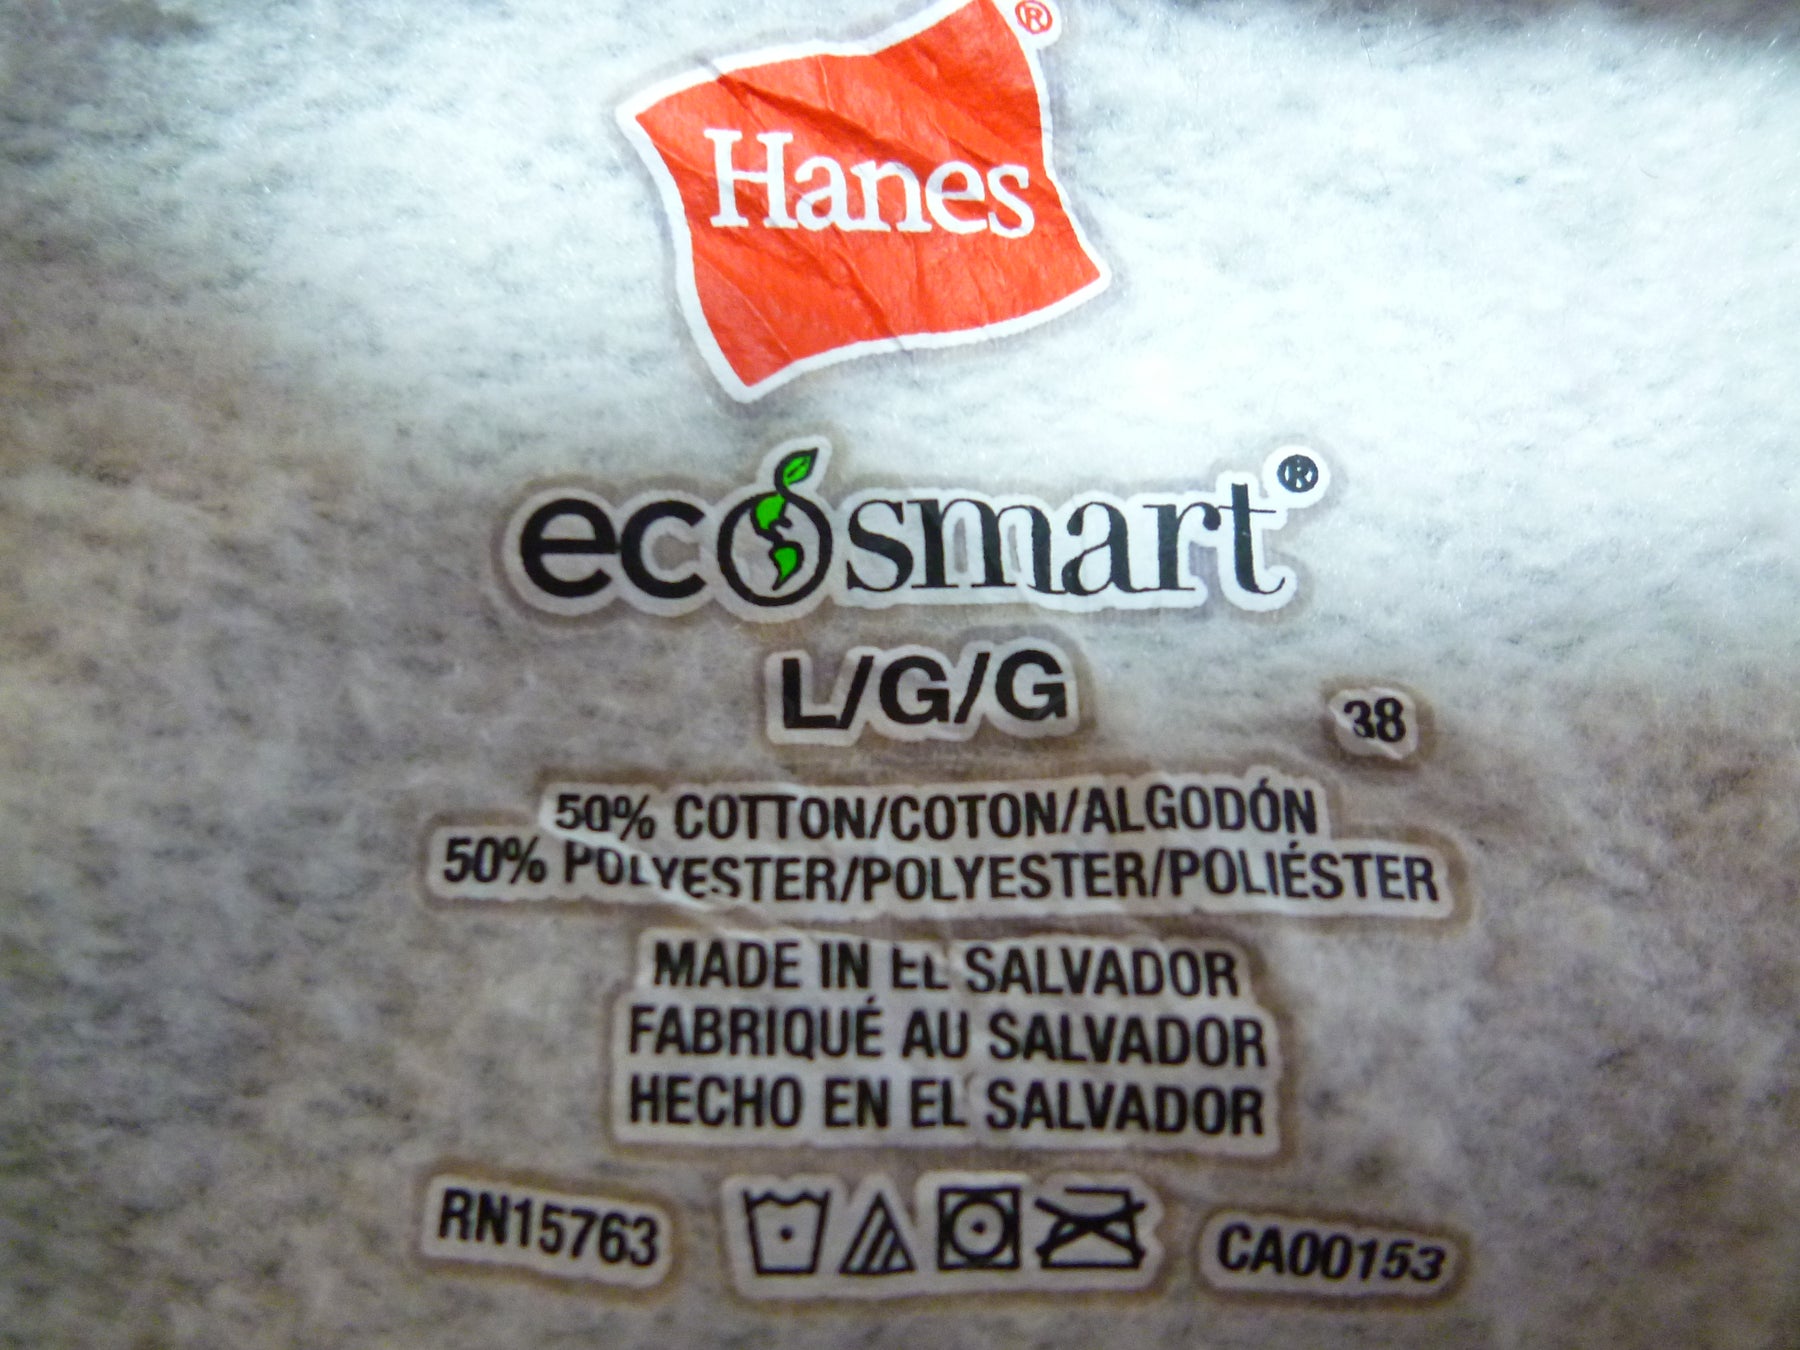 Hanes®
ecosmart®
L/G/G
38
50% COTTON/COTON/ALGODÓN
50% POLYESTER/POLYESTER/POLIÉSTER
MADE IN EL SALVADOR
FABRIQUÉ AU SALVADOR
HECHO EN EL SALVADOR
RN15763 CA00153